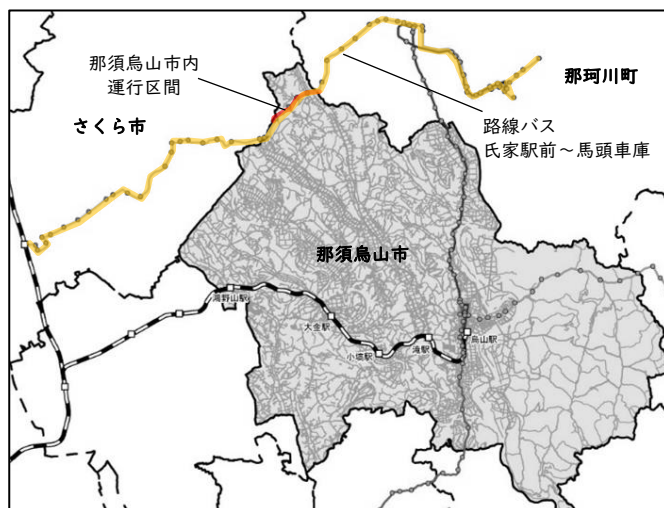 那須烏山市内
運行区間
那珂川町
さくら市
路線バス
氏家駅前～馬頭車庫
那須烏山市
鴻野山駅
大金駅
小塙駅
滝駅
烏山駅